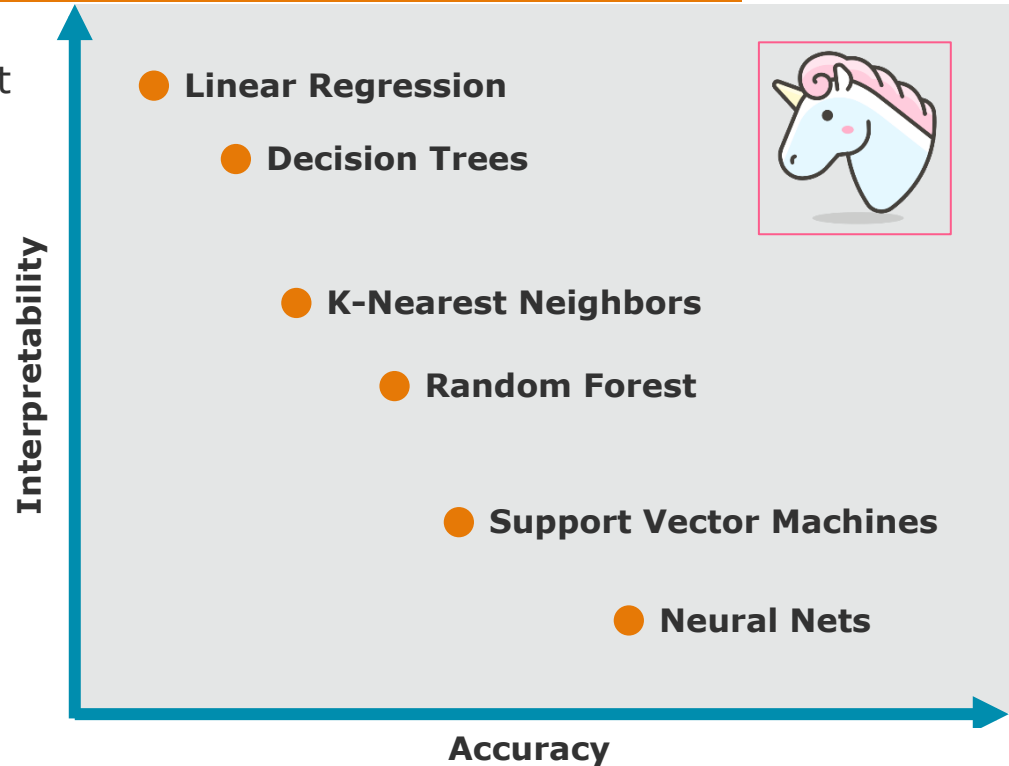 t
Linear Regression
Decision Trees
K-Nearest Neighbors
Random Forest
Support Vector Machines
Neural Nets
Interpretability
Accuracy